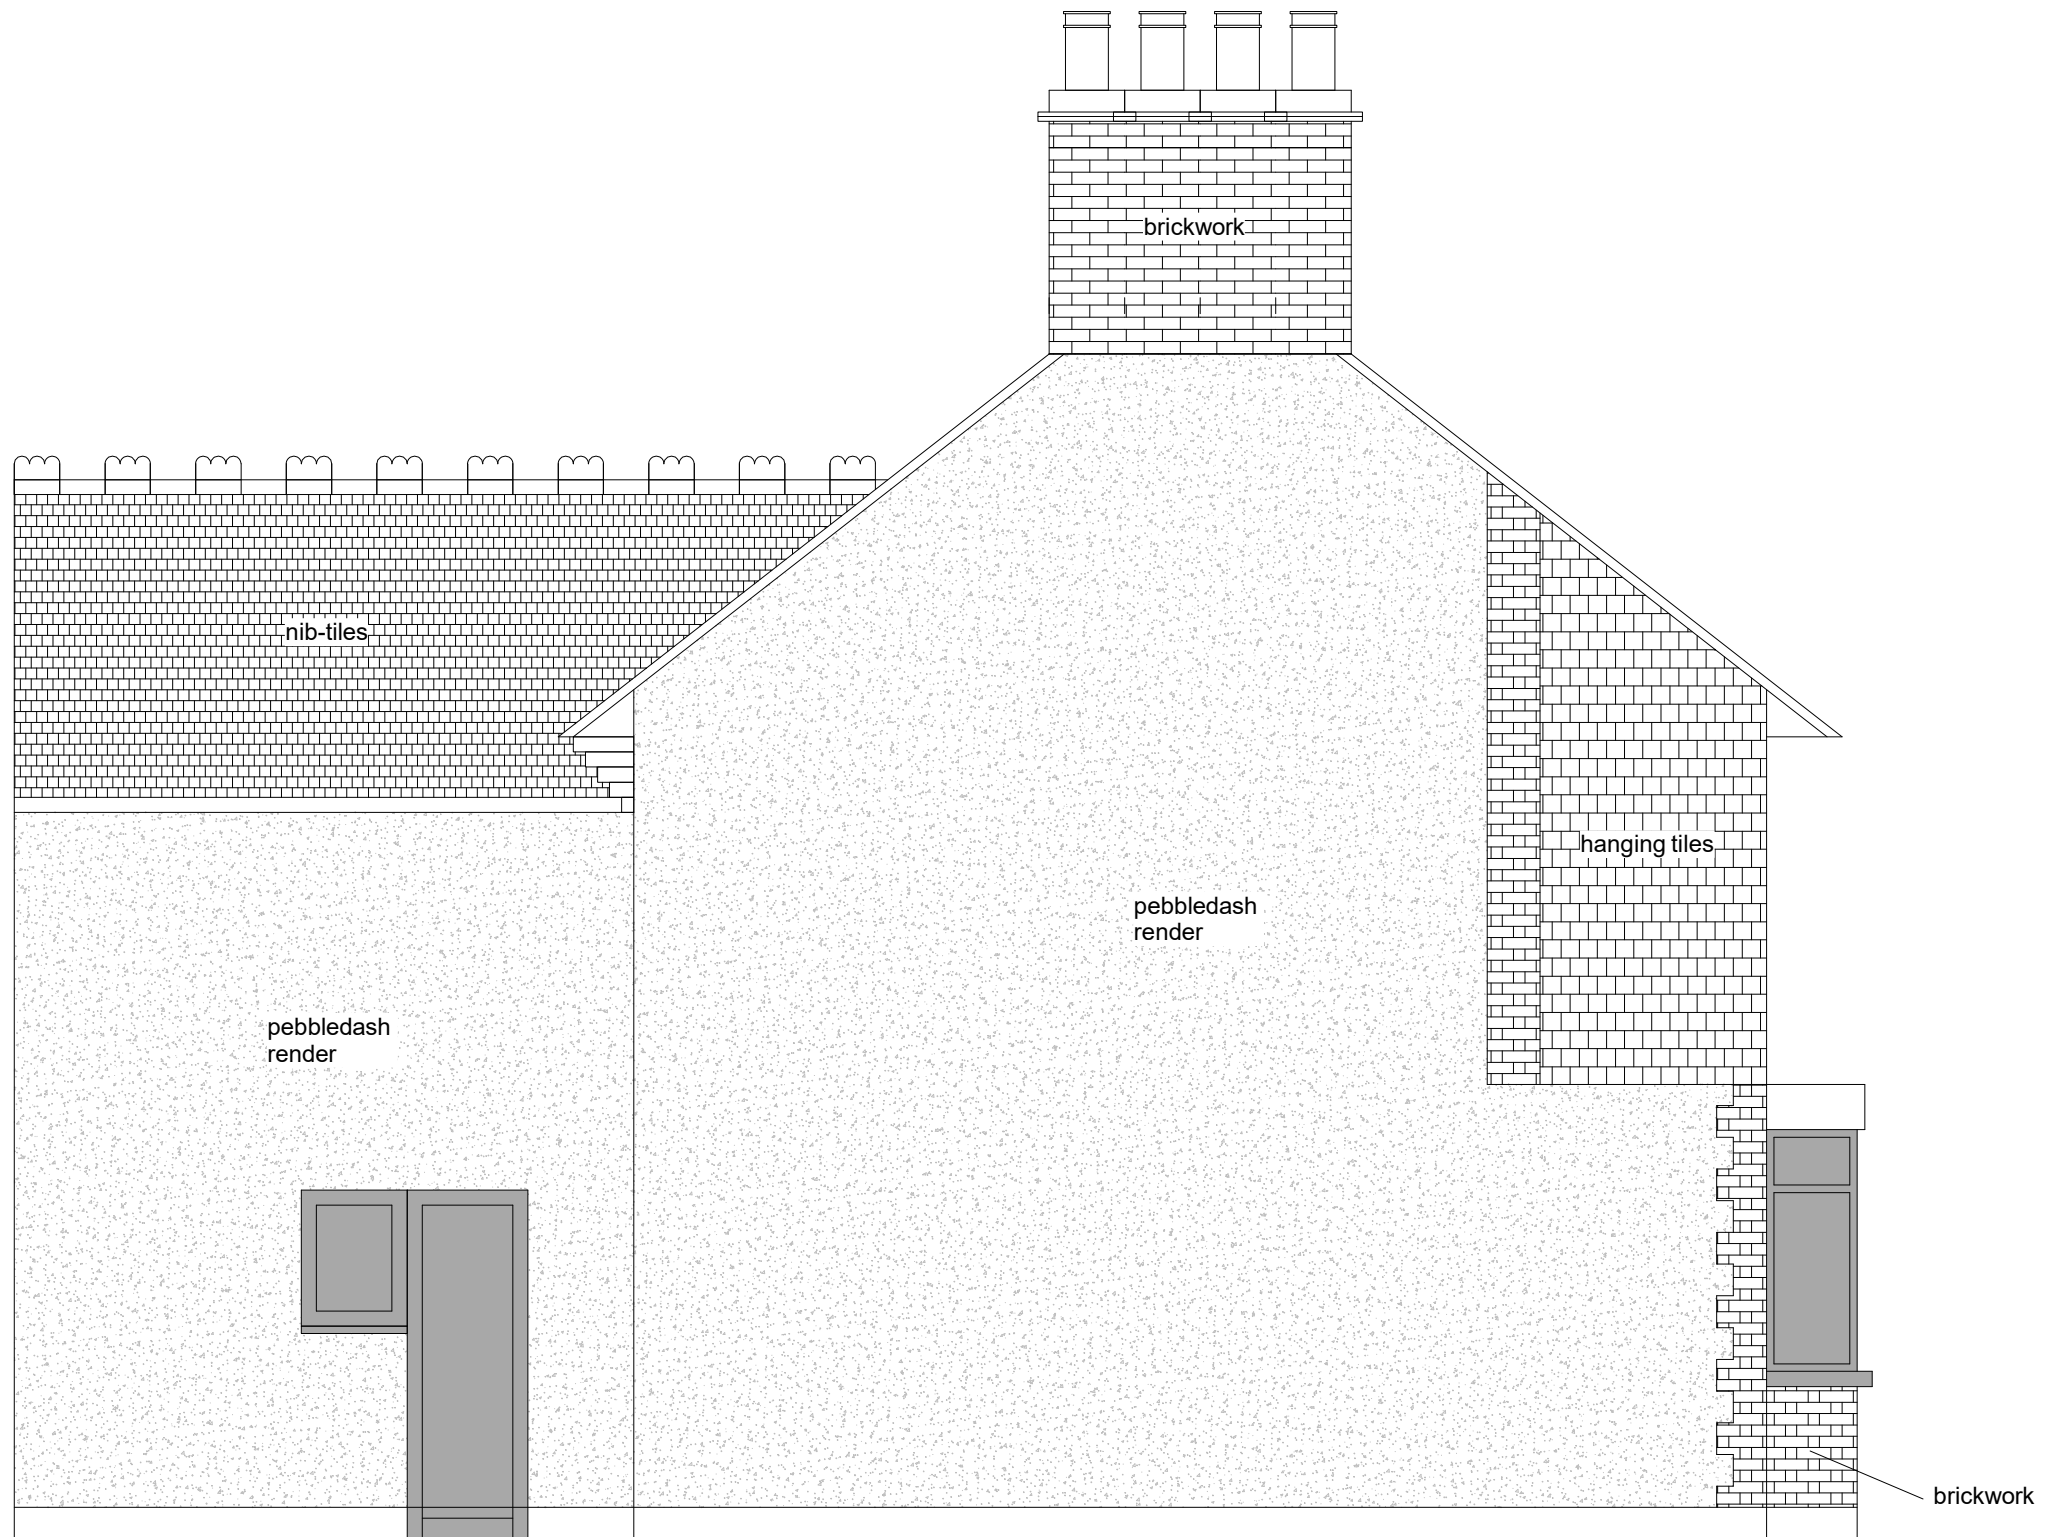 brickwork
nib-tiles
hanging tiles
pebbledash
render
pebbledash
render
brickwork